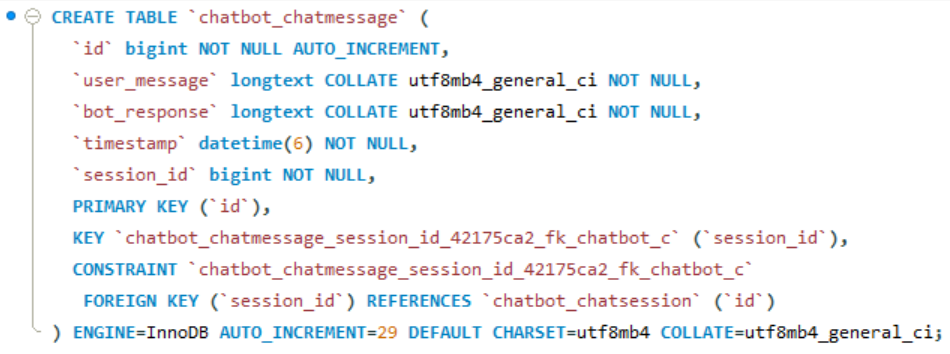 CREATE TABLE `chatbot_chatmessage` (
`id` bigint NOT NULL AUTO_INCREMENT,
`user_message` longtext COLLATE utf8mb4_general_ci NOT NULL,
`bot_response` longtext COLLATE utf8mb4_general_ci NOT NULL,
`timestamp` datetime(6) NOT NULL,
`session_id` bigint NOT NULL,
PRIMARY KEY (`id`),
KEY `chatbot_chatmessage_session_id_42175ca2_fk_chatbot_c` (`session_id`),
CONSTRAINT `chatbot_chatmessage_session_id_42175ca2_fk_chatbot_c`
FOREIGN KEY (`session_id`) REFERENCES `chatbot_chatsession` (`id`)
) ENGINE=InnoDB AUTO_INCREMENT=29 DEFAULT CHARSET=utf8mb4 COLLATE=utf8mb4_general_ci;